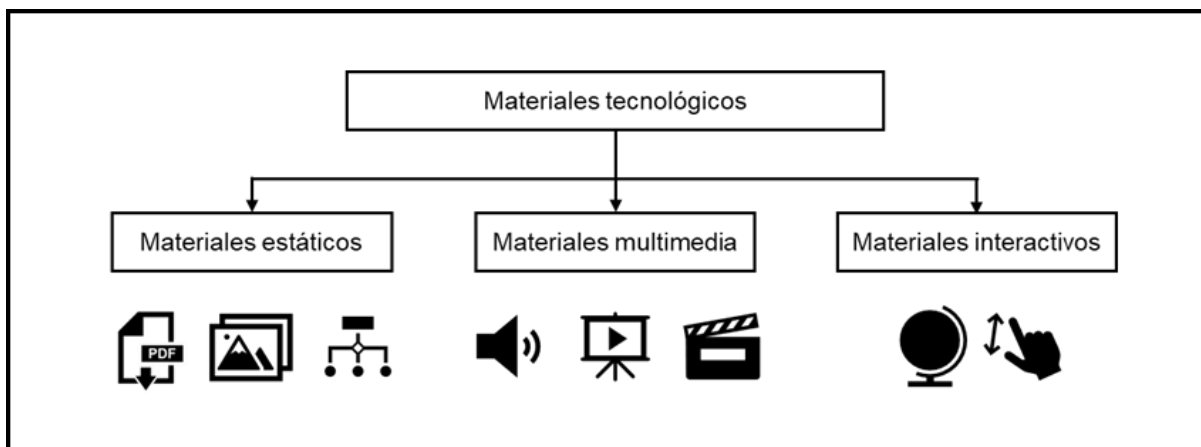 Materiales tecnológicos
Materiales estáticos
Materiales multimedia
Materiales interactivos
PDF